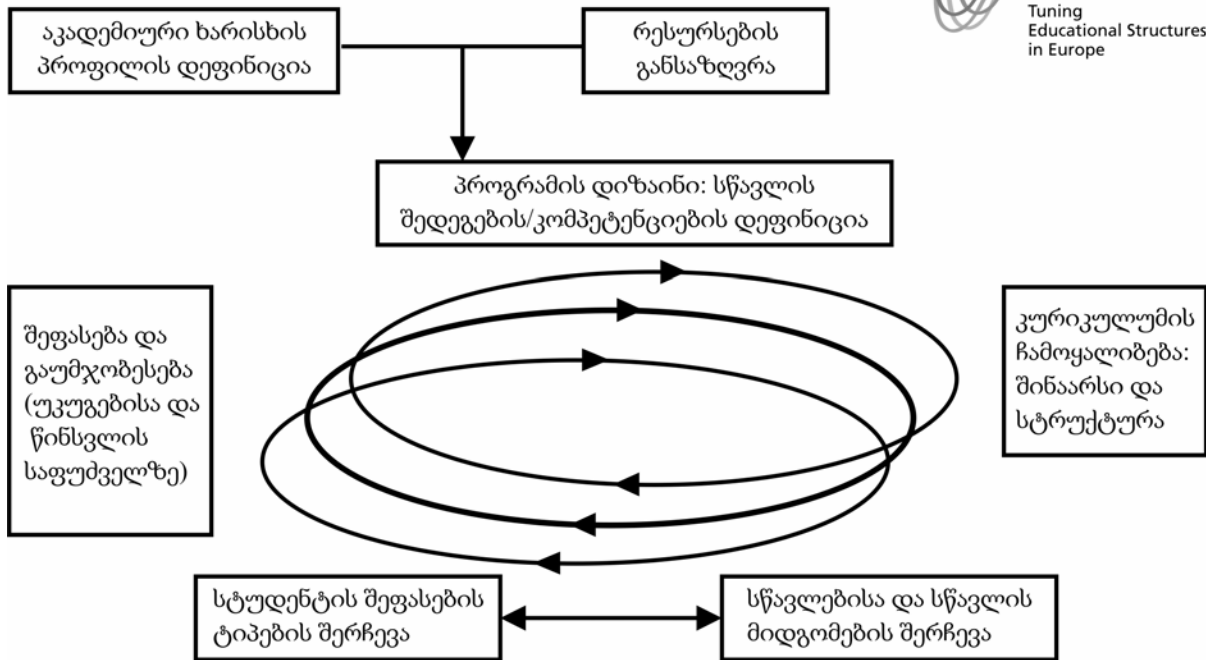 აკადემიური ხარისხის
პროფილის დეფინიცია
რესურსების
განსაზღვრა
Tuning
Educational Structures
in Europe
პროგრამის დიზაინი: სწავლის
შედეგების/კომპეტენციების დეფინიცია
შეფასება და
გაუმჯობესება
(უკუგებისა და
წინსვლის
საფუძველზე)
კურიკულუმის
ჩამოყალიბება:
შინაარსი და
სტრუქტურა
სტუდენტის შეფასების
ტიპების შერჩევა
სწავლებისა და სწავლის
მიდგომების შერჩევა